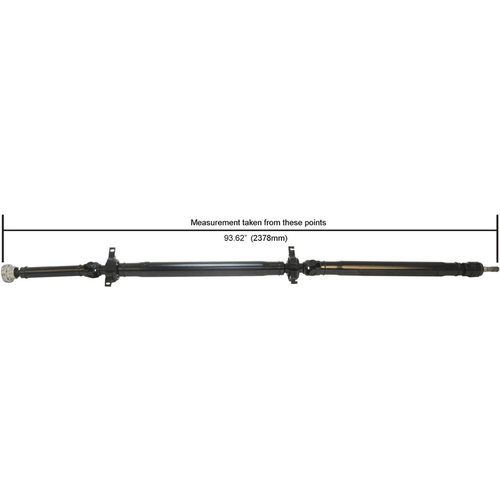 Measurement taken from these points
93.62" (2378mm)